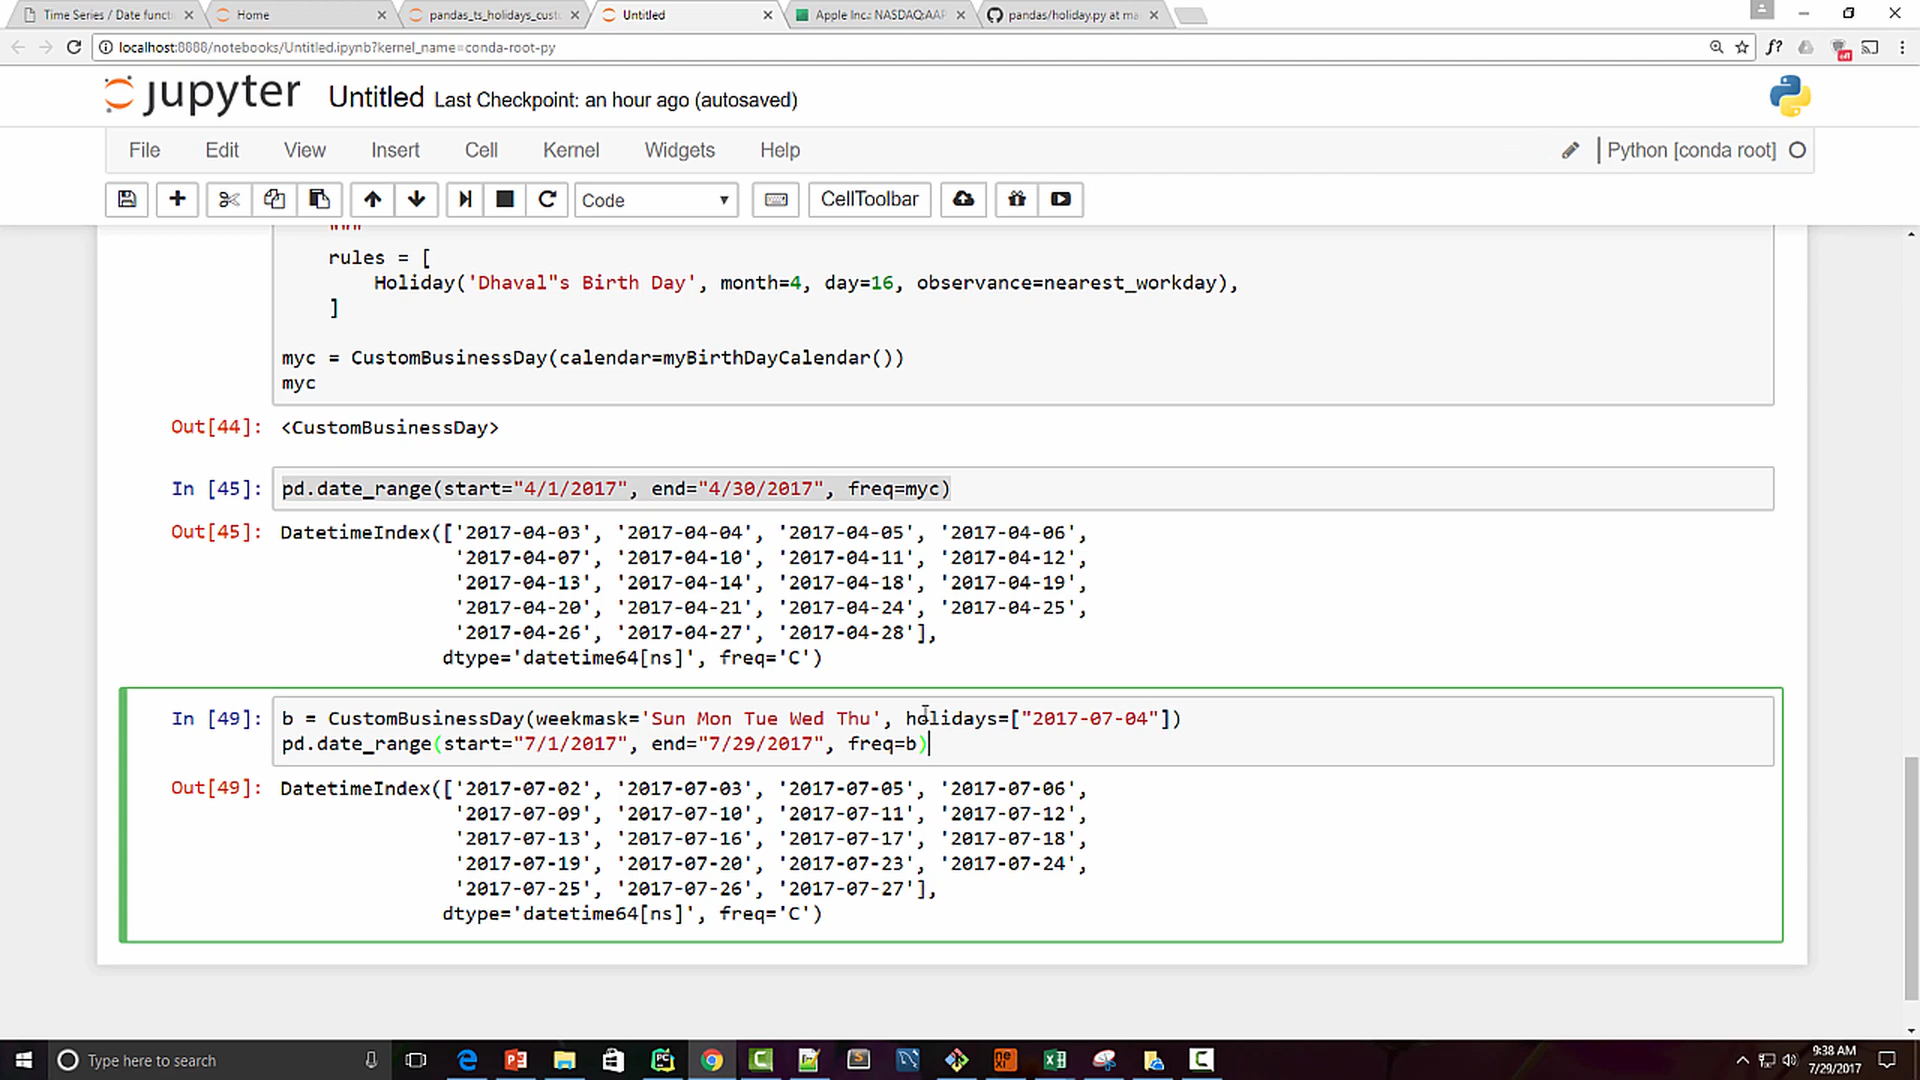 Time Series / Date functi
Home
pandas_ts_holidays_cust
Untitled
Apple Inc.: NASDAQ:AAP
pandas/holiday.py at ma
localhost:8888/notebooks/Untitled.ipynb?kernel_name=conda-root-py
f?
off
jupyter Untitled Last Checkpoint: an hour ago (autosaved)
File Edit View Insert Cell Kernel Widgets Help Python [conda root]
Code CellToolbar
"""
rules = [
Holiday('Dhaval"s Birth Day', month=4, day=16, observance=nearest_workday),
]
myc = CustomBusinessDay(calendar=myBirthDayCalendar())
myc
Out[44]: <CustomBusinessDay>
In [45]: pd.date_range(start="4/1/2017", end="4/30/2017", freq=myc)
Out[45]: DatetimeIndex(['2017-04-03', '2017-04-04', '2017-04-05', '2017-04-06',
'2017-04-07', '2017-04-10', '2017-04-11', '2017-04-12',
'2017-04-13', '2017-04-14', '2017-04-18', '2017-04-19',
'2017-04-20', '2017-04-21', '2017-04-24', '2017-04-25',
'2017-04-26', '2017-04-27', '2017-04-28'],
dtype='datetime64[ns]', freq='C')
In [49]: b = CustomBusinessDay(weekmask='Sun Mon Tue Wed Thu', holidays=["2017-07-04"])
pd.date_range(start="7/1/2017", end="7/29/2017", freq=b)
Out[49]: DatetimeIndex(['2017-07-02', '2017-07-03', '2017-07-05', '2017-07-06',
'2017-07-09', '2017-07-10', '2017-07-11', '2017-07-12',
'2017-07-13', '2017-07-16', '2017-07-17', '2017-07-18',
'2017-07-19', '2017-07-20', '2017-07-23', '2017-07-24',
'2017-07-25', '2017-07-26', '2017-07-27'],
dtype='datetime64[ns]', freq='C')
Type here to search
9:38 AM
7/29/2017